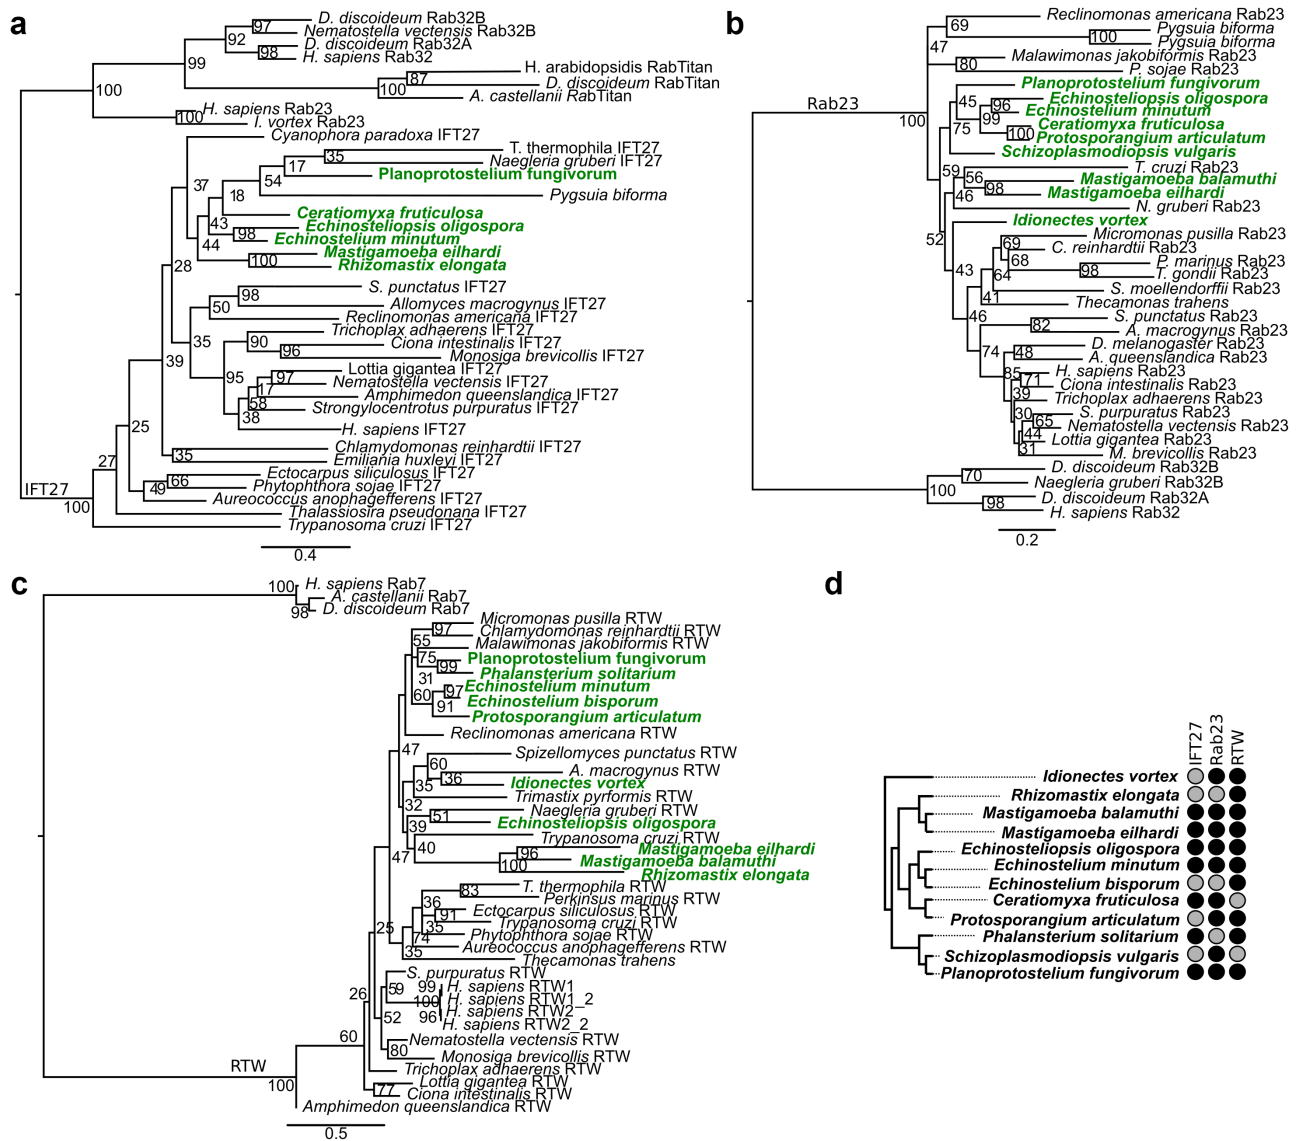 a
D. discoideum Rab32B
97
Nematostella vectensis Rab32B
92
D. discoideum Rab32A
98
H. sapiens Rab32
99
H. arabidopsidis RabTitan
87
D. discoideum RabTitan
100
100
A. castellanii RabTitan
H. sapiens Rab23
100
I. vortex Rab23
Cyanophora paradoxa IFT27
T. thermophila IFT27
35
Naegleria gruberi IFT27
17
Planoprotostelium fungivorum
54
37
18
Pygsuia biforma
Ceratiomyxa fruticulosa
43
Echinosteliopsis oligospora
98
Echinostelium minutum
44
Mastigamoeba eilhardi
100
Rhizomastix elongata
28
S. punctatus IFT27
98
Allomyces macrogynus IFT27
50
Reclinomonas americana IFT27
Trichoplax adhaerens IFT27
35
90
Ciona intestinalis IFT27
96
Monosiga brevicollis IFT27
39
Lottia gigantea IFT27
95
97
Nematostella vectensis IFT27
17
Amphimedon queenslandica IFT27
58
Strongylocentrotus purpuratus IFT27
38
25
H. sapiens IFT27
Chlamydomonas reinhardtii IFT27
35
Emiliania huxleyi IFT27
27
Ectocarpus siliculosus IFT27
66
Phytophthora sojae IFT27
49
IFT27
Aureococcus anophagefferens IFT27
100
Thalassiosira pseudonana IFT27
Trypanosoma cruzi IFT27
0.4
b
Reclinomonas americana Rab23
69
Pygsuia biforma
100
47
Pygsuia biforma
Malawimonas jakobiformis Rab23
80
P. sojae Rab23
Planoprotostelium fungivorum
45
Echinosteliopsis oligospora
96
Rab23
Echinostelium minutum
99
100
Ceratiomyxa fruticulosa
75
100
Protosporangium articulatum
Schizoplasmodiopsis vulgaris
T. cruzi Rab23
59
56
Mastigamoeba balamuthi
98
46
Mastigamoeba eilhardi
N. gruberi Rab23
Idionectes vortex
52
Micromonas pusilla Rab23
69
C. reinhardtii Rab23
68
P. marinus Rab23
43
98
64
T. gondii Rab23
S. moellendorffii Rab23
41
Thecamonas trahens
46
S. punctatus Rab23
82
A. macrogynus Rab23
D. melanogaster Rab23
74
48
A. queenslandica Rab23
H. sapiens Rab23
85
71
Ciona intestinalis Rab23
39
Trichoplax adhaerens Rab23
30
S. purpuratus Rab23
65
Nematostella vectensis Rab23
44
Lottia gigantea Rab23
31
M. brevicollis Rab23
D. discoideum Rab32B
70
Naegleria gruberi Rab32B
100
D. discoideum Rab32A
98
H. sapiens Rab32
0.2
c
100
H. sapiens Rab7
A. castellanii Rab7
98
D. discoideum Rab7
Micromonas pusilla RTW
97
Chlamydomonas reinhardtii RTW
55
Malawimonas jakobiformis RTW
75
Planoprotostelium fungivorum
99
Phalansterium solitarium
31
Echinostelium minutum
97
60
Echinostelium bisporum
91
Protosporangium articulatum
Reclinomonas americana RTW
47
Spizellomyces punctatus RTW
60
A. macrogynus RTW
36
35
Idionectes vortex
Trimastix pyrformis RTW
32
Naegleria gruberi RTW
51
39
Echinosteliopsis oligospora
Trypanosoma cruzi RTW
40
Mastigamoeba eilhardi
47
96
Mastigamoeba balamuthi
100
Rhizomastix elongata
T. thermophila RTW
83
Perkinsus marinus RTW
36
Ectocarpus siliculosus RTW
91
Trypanosoma cruzi RTW
25
35
Phytophthora sojae RTW
74
Aureococcus anophagefferens RTW
35
Thecamonas trahens
S. purpuratus RTW
59
99
H. sapiens RTW1
26
100
H. sapiens RTW1_2
H. sapiens RTW2
52
96
H. sapiens RTW2_2
60
Nematostella vectensis RTW
80
Monosiga brevicollis RTW
RTW
Trichoplax adhaerens RTW
100
Lottia gigantea RTW
77
Ciona intestinalis RTW
Amphimedon queenslandica RTW
0.5
d
IFT27
Rab23
RTW
Idionectes vortex
Rhizomastix elongata
Mastigamoeba balamuthi
Mastigamoeba eilhardi
Echinosteliopsis oligospora
Echinostelium minutum
Echinostelium bisporum
Ceratiomyxa fruticulosa
Protosporangium articulatum
Phalansterium solitarium
Schizoplasmodiopsis vulgaris
Planoprotostelium fungivorum